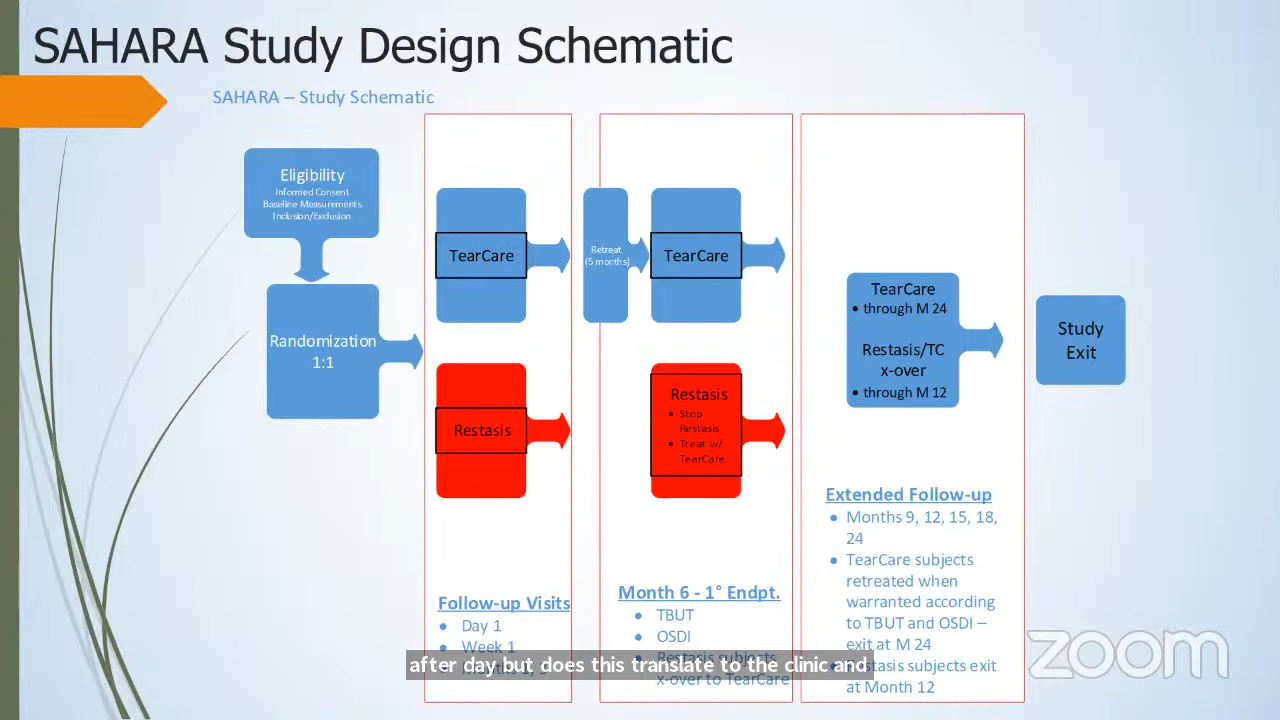 SAHARA Study Design Schematic
SAHARA – Study Schematic
Eligibility
Informed Consent
Baseline Measurements
Inclusion/Exclusion
Randomization
1:1
TearCare
Restasis
Follow-up Visits
Day 1
Week 1
Retreat
(5 months)
TearCare
Restasis
• Stop
Restasis
• Treat w/
TearCare
Month 6 - 1° Endpt.
• TBUT
• OSDI
• Restasis subjects
x-over to TearCare
TearCare
• through M 24
Restasis/TC
x-over
• through M 12
Extended Follow-up
• Months 9, 12, 15, 18,
24
• TearCare subjects
retreated when
warranted according
to TBUT and OSDI –
exit at M 24
Restasis subjects exit
at Month 12
Study
Exit
after day but does this translate to the clinic and
zoom